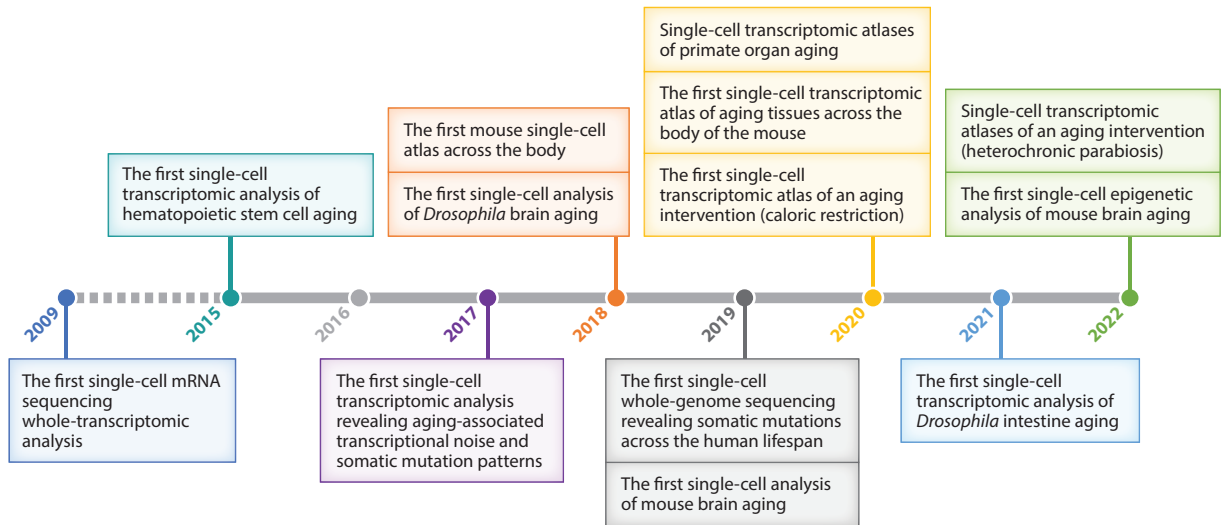 The first single-cell mRNA
sequencing
whole-transcriptomic
analysis
2009
The first single-cell
transcriptomic analysis of
hematopoietic stem cell aging
2015
2016
The first single-cell
transcriptomic analysis
revealing aging-associated
transcriptional noise and
somatic mutation patterns
2017
The first mouse single-cell
atlas across the body
The first single-cell analysis
of Drosophila brain aging
2018
The first single-cell
whole-genome sequencing
revealing somatic mutations
across the human lifespan
The first single-cell analysis
of mouse brain aging
2019
Single-cell transcriptomic atlases
of primate organ aging
The first single-cell transcriptomic
atlas of aging tissues across the
body of the mouse
The first single-cell
transcriptomic atlas of an aging
intervention (caloric restriction)
2020
The first single-cell
transcriptomic analysis of
Drosophila intestine aging
2021
Single-cell transcriptomic
atlases of an aging intervention
(heterochronic parabiosis)
The first single-cell epigenetic
analysis of mouse brain aging
2022